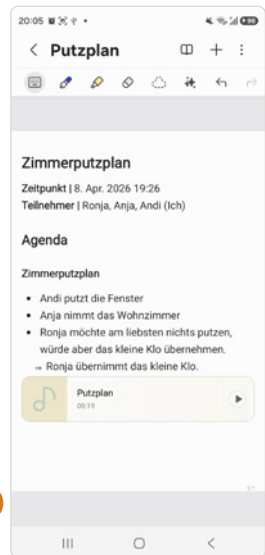 20:05
Putzplan
Zimmerputzplan
Zeitpunkt | 8. Apr. 2026 19:26
Teilnehmer | Ronja, Anja, Andi (Ich)
Agenda
Zimmerputzplan
• Andi putzt die Fenster
• Anja nimmt das Wohnzimmer
• Ronja möchte am liebsten nichts putzen,
würde aber das kleine Klo übernehmen.
→ Ronja übernimmt das kleine Klo.
Putzplan
00:19
1/1